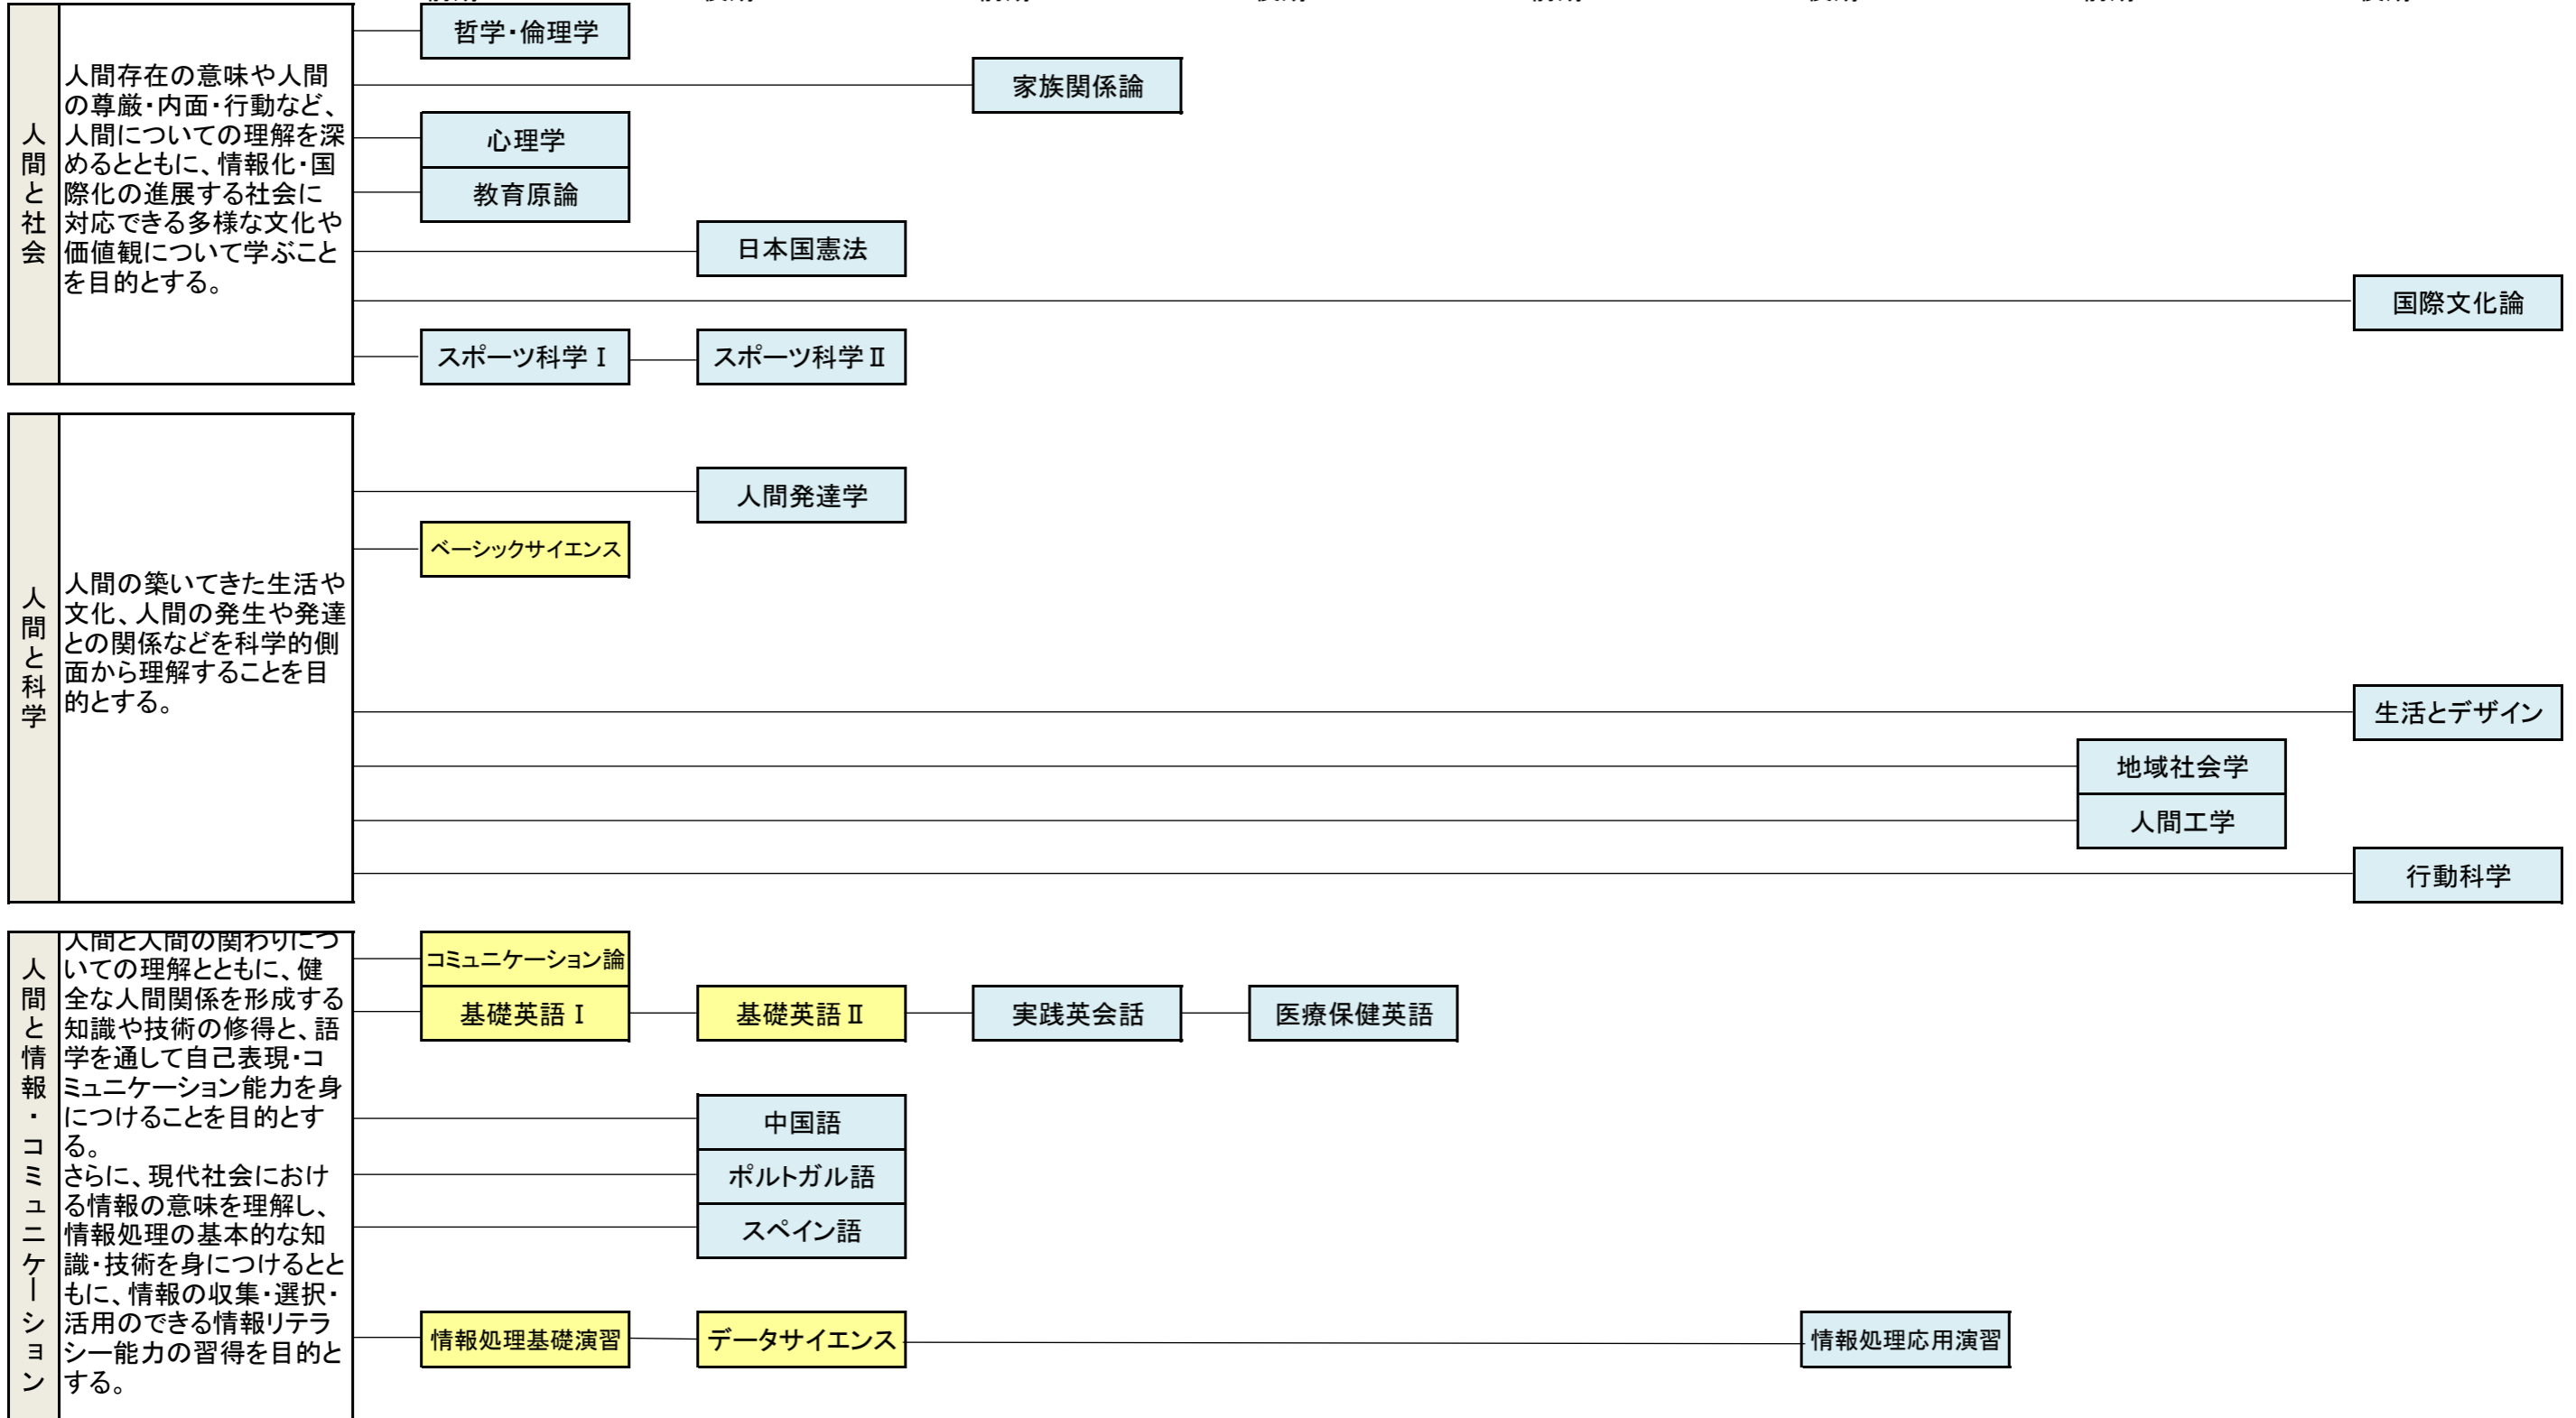 哲学・倫理学
人間と社会
人間存在の意味や人間
の尊厳・内面・行動など、
人間についての理解を深
めるとともに、情報化・国
際化の進展する社会に
対応できる多様な文化や
価値観について学ぶこと
を目的とする。
家族関係論
心理学
教育原論
日本国憲法
国際文化論
スポーツ科学Ⅰ
スポーツ科学Ⅱ
人間と科学
人間の築いてきた生活や
文化、人間の発生や発達
との関係などを科学的側
面から理解することを目
的とする。
人間発達学
ベーシックサイエンス
生活とデザイン
地域社会学
人間工学
行動科学
人間と情報・コミュニケーション
人間と人間の関わりにつ
いての理解とともに、健
全な人間関係を形成する
知識や技術の修得と、語
学を通して自己表現・コ
ミュニケーション能力を身
につけることを目的とす
る。
さらに、現代社会におけ
る情報の意味を理解し、
情報処理の基本的な知
識・技術を身につけるとと
もに、情報の収集・選択・
活用のできる情報リテラ
シー能力の習得を目的と
する。
コミュニケーション論
基礎英語Ⅰ
基礎英語Ⅱ
実践英会話
医療保健英語
中国語
ポルトガル語
スペイン語
情報処理基礎演習
データサイエンス
情報処理応用演習